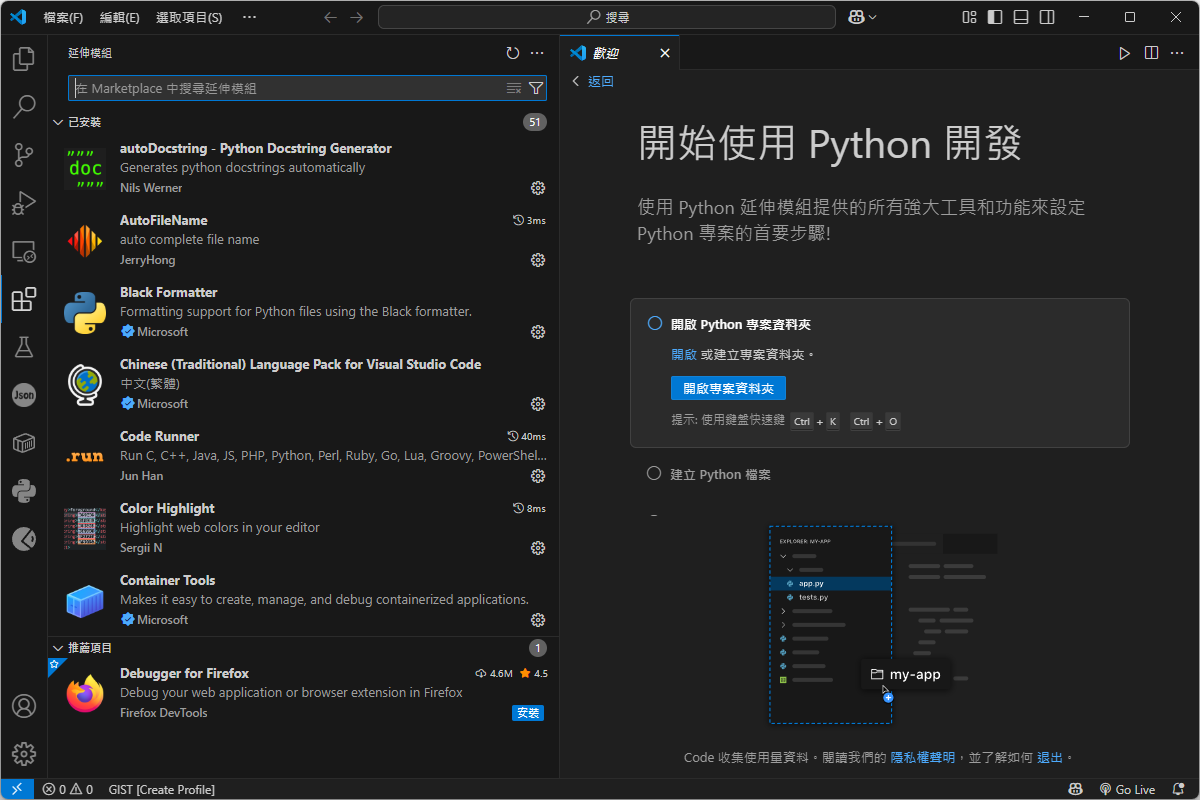 檔案(F) 編輯(E) 選取項目(S) ··· 搜尋
延伸模組
在 Marketplace 中搜尋延伸模組
已安裝 51
autoDocstring - Python Docstring Generator
Generates python docstrings automatically
Nils Werner
AutoFileName 3ms
auto complete file name
JerryHong
Black Formatter
Formatting support for Python files using the Black formatter.
Microsoft
Chinese (Traditional) Language Pack for Visual Studio Code
中文(繁體)
Microsoft
Code Runner 40ms
.run
Run C, C++, Java, JS, PHP, Python, Perl, Ruby, Go, Lua, Groovy, PowerShel...
Jun Han
Color Highlight 8ms
Highlight web colors in your editor
Sergii N
Container Tools
Makes it easy to create, manage, and debug containerized applications.
Microsoft
推薦項目 1
Debugger for Firefox 4.6M 4.5
Debug your web application or browser extension in Firefox
Firefox DevTools 安裝
"""
doc
"""
Json
歡迎
返回
開始使用 Python 開發
使用 Python 延伸模組提供的所有強大工具和功能來設定
Python 專案的首要步驟!
開啟 Python 專案資料夾
開啟 或建立專案資料夾。
開啟專案資料夾
提示: 使用鍵盤快速鍵 Ctrl + K Ctrl + O
建立 Python 檔案
EXPLORER: MY-APP
app.py
tests.py
my-app
Code 收集使用量資料。閱讀我們的 隱私權聲明，並了解如何 退出。
0 0 GIST [Create Profile] Go Live